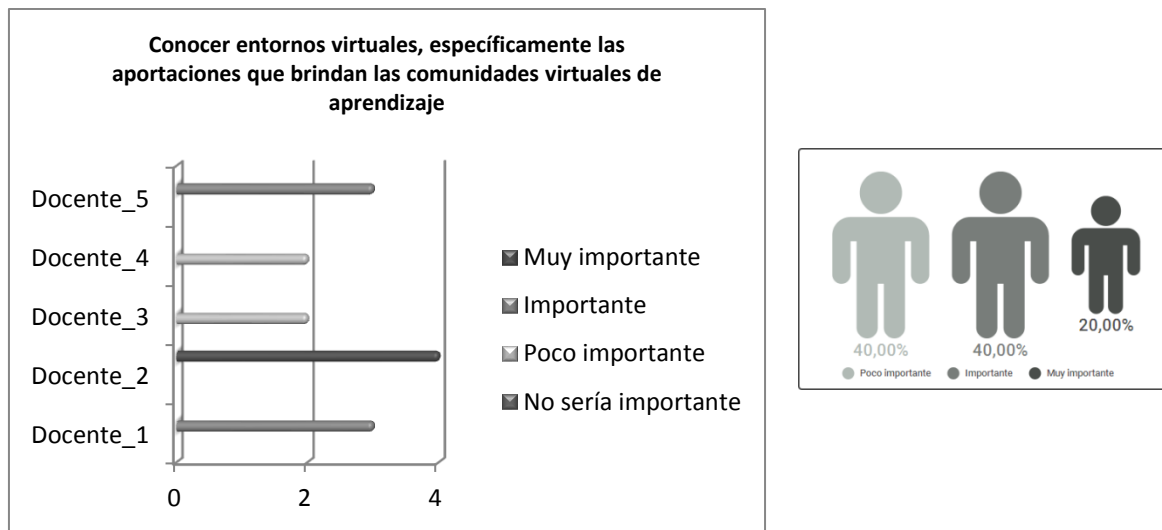 Conocer entornos virtuales, específicamente las
aportaciones que brindan las comunidades virtuales de
aprendizaje
Docente_5
Docente_4
Docente_3
Docente_2
Docente_1
0 2 4
Muy importante
Importante
Poco importante
No sería importante
40,00% 40,00% 20,00%
Poco importante Importante Muy importante